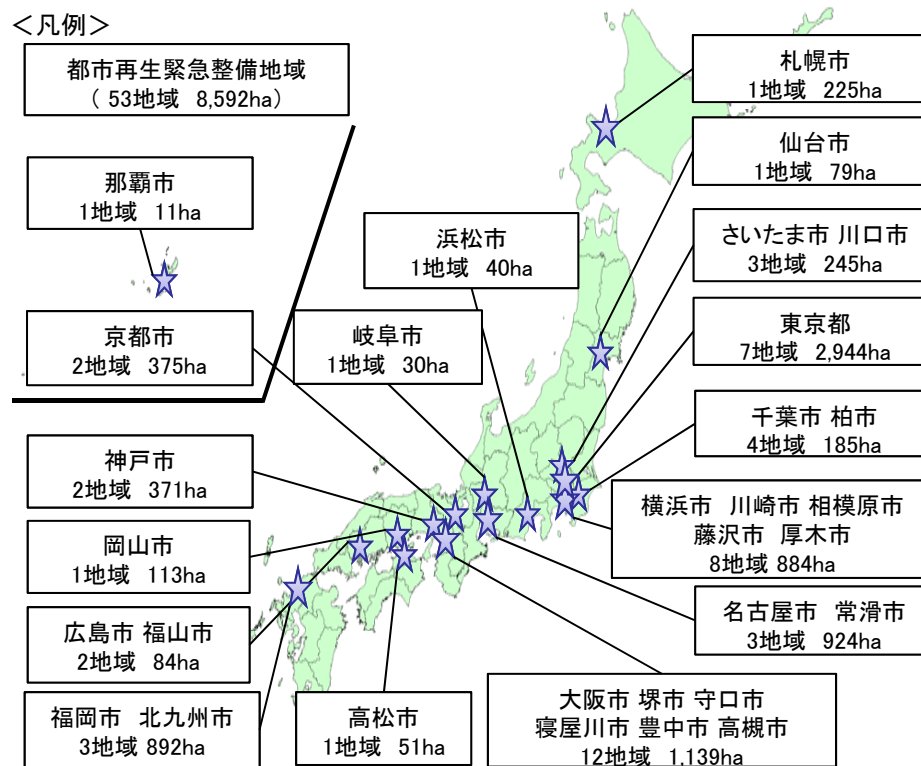 ＜凡例＞
都市再生緊急整備地域
（ 53地域 8,592ha）
那覇市
1地域 11ha
京都市
2地域 375ha
浜松市
1地域 40ha
岐阜市
1地域 30ha
札幌市
1地域 225ha
仙台市
1地域 79ha
さいたま市 川口市
3地域 245ha
東京都
7地域 2,944ha
千葉市 柏市
4地域 185ha
横浜市 川崎市 相模原市
藤沢市 厚木市
8地域 884ha
名古屋市 常滑市
3地域 924ha
神戸市
2地域 371ha
岡山市
1地域 113ha
広島市 福山市
2地域 84ha
福岡市 北九州市
3地域 892ha
高松市
1地域 51ha
大阪市 堺市 守口市
寝屋川市 豊中市 高槻市
12地域 1,139ha